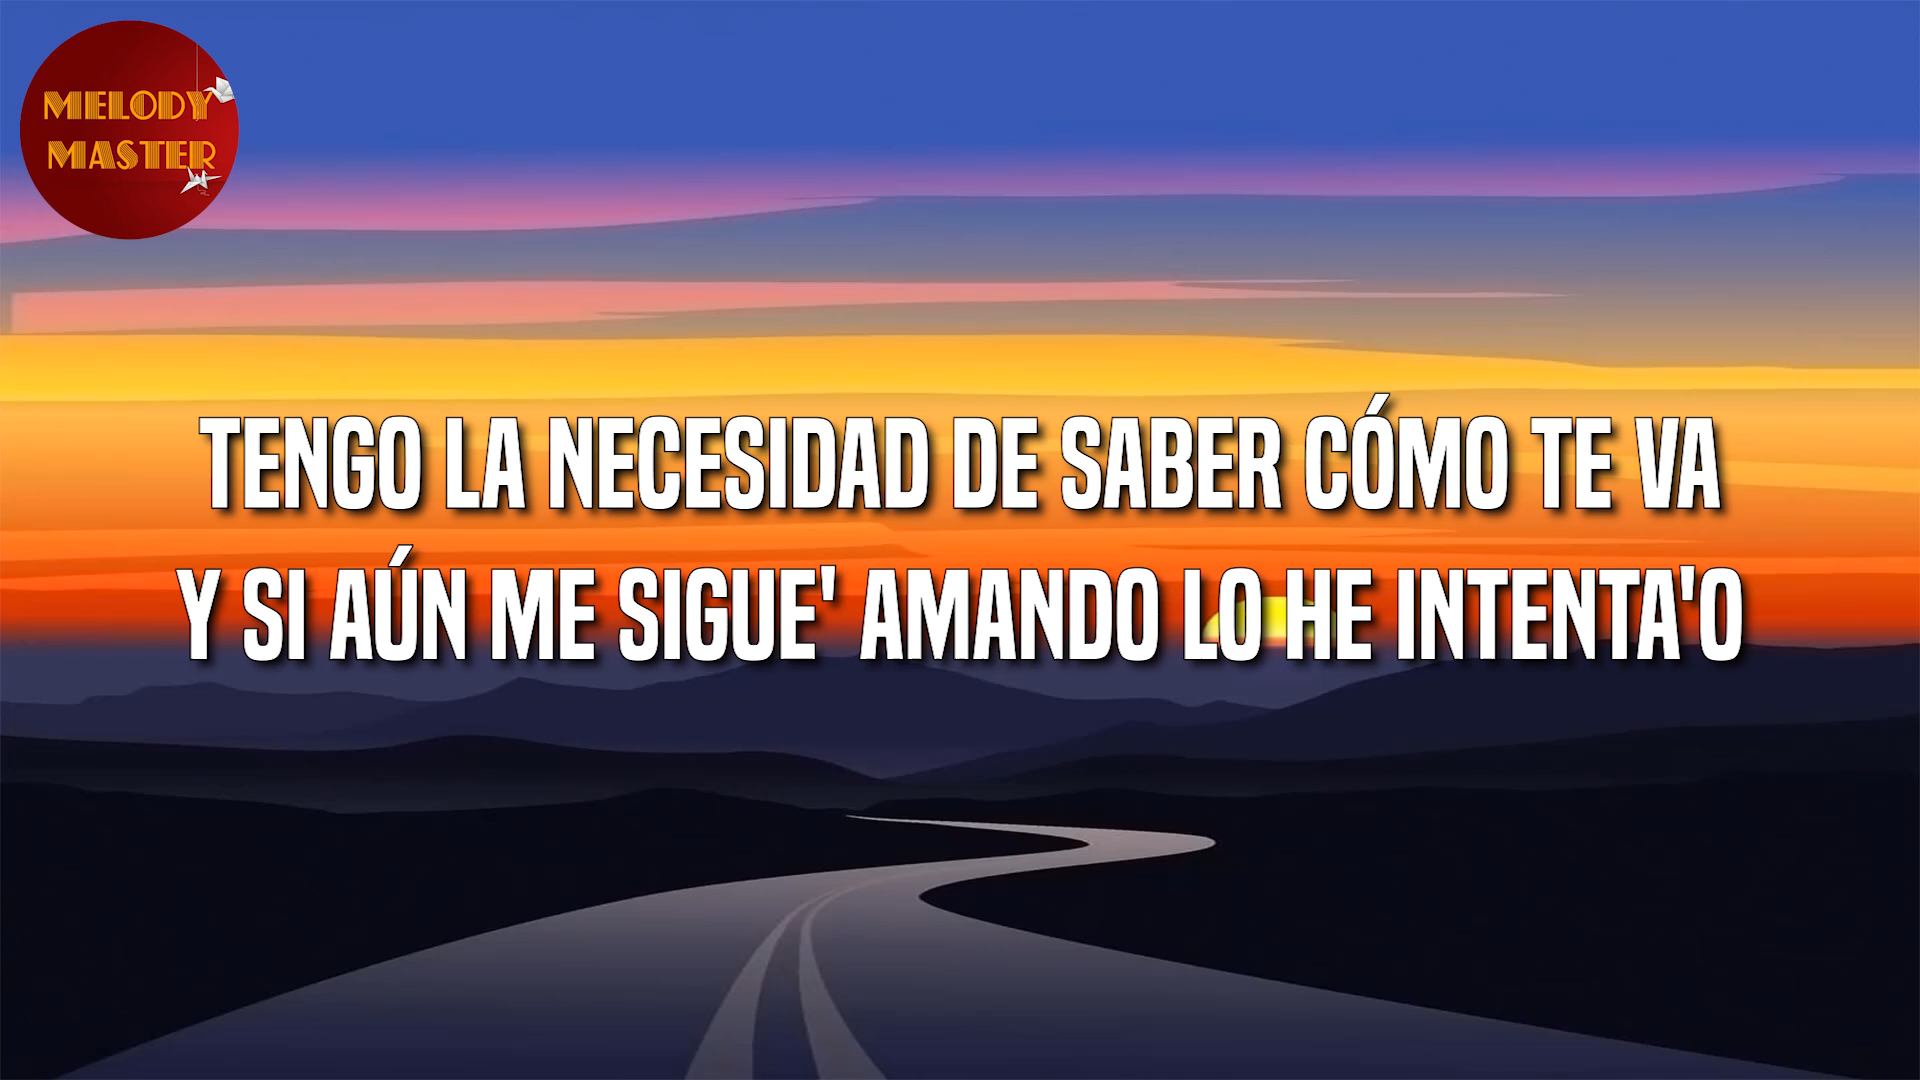 MELODY
MASTER
TENGO LA NECESIDAD DE SABER CÓMO TE VA
Y SI AÚN ME SIGUE' AMANDO LO HE INTENTA'O